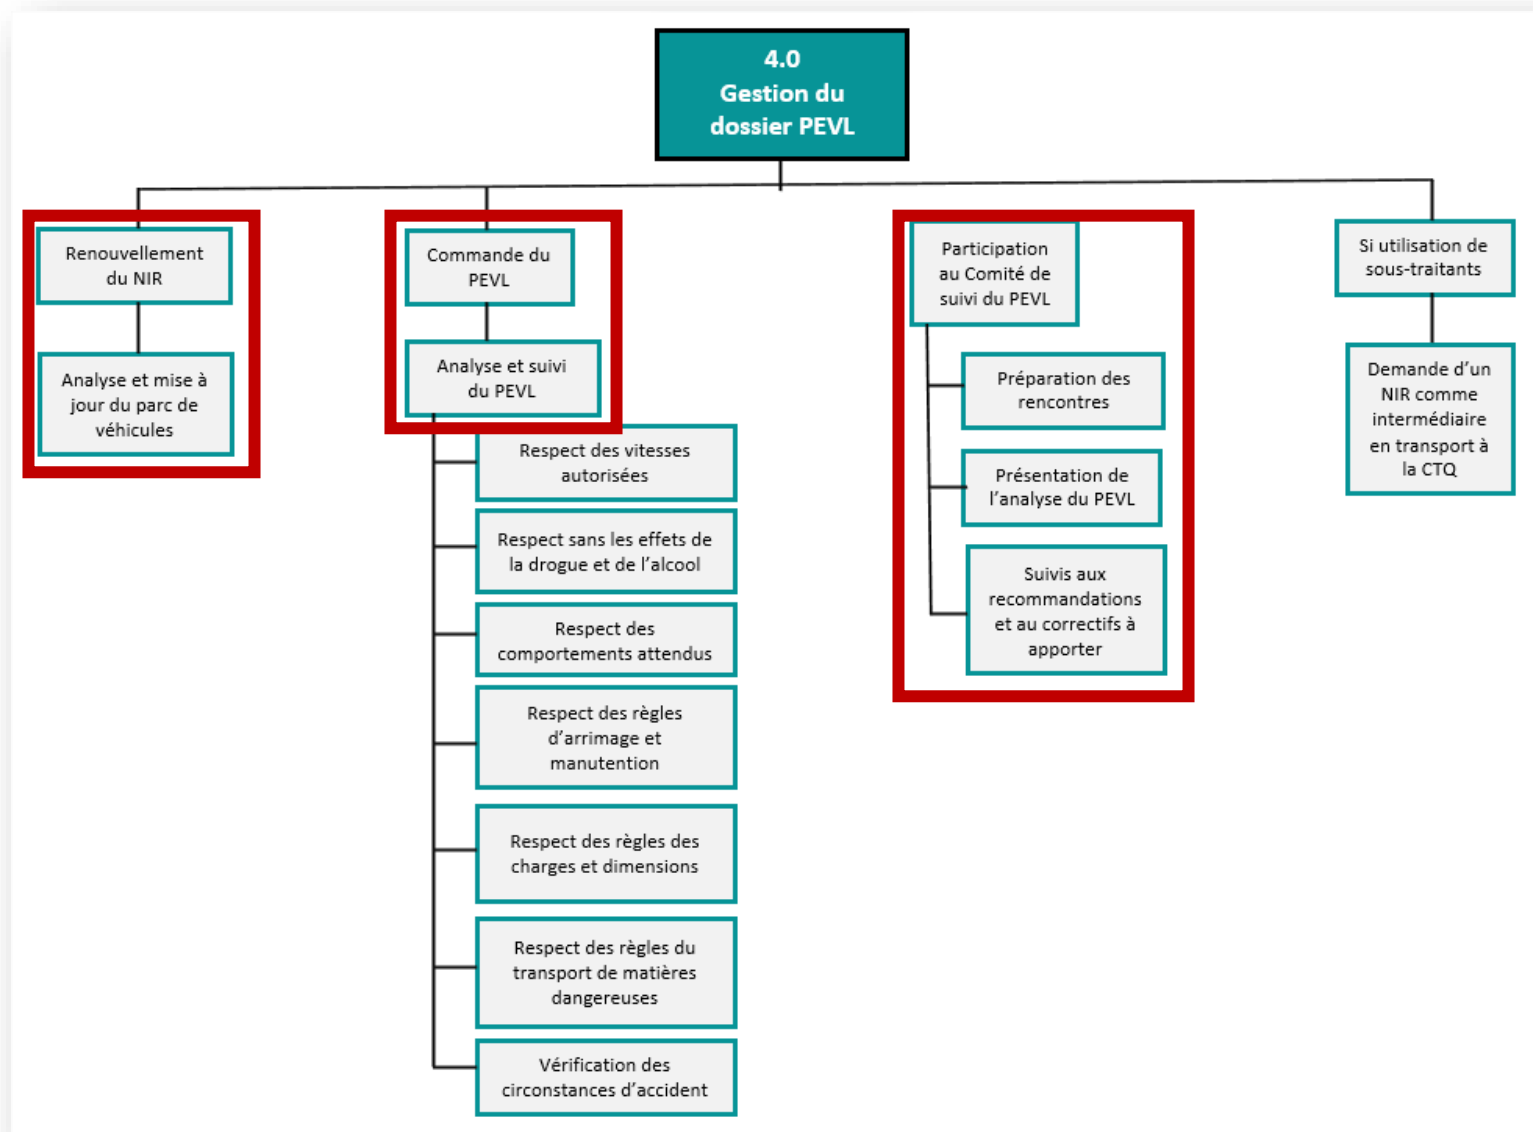 4.0
Gestion du
dossier PEVL
Renouvellement
du NIR
Analyse et mise à
jour du parc de
véhicules
Commande du
PEVL
Analyse et suivi
du PEVL
Respect des vitesses
autorisées
Respect sans les effets de
la drogue et de l’alcool
Respect des
comportements attendus
Respect des règles
d’arrimage et
manutention
Respect des règles des
charges et dimensions
Respect des règles du
transport de matières
dangereuses
Vérification des
circonstances d’accident
Participation
au Comité de
suivi du PEVL
Préparation des
rencontres
Présentation de
l’analyse du PEVL
Suivis aux
recommandations
et au correctifs à
apporter
Si utilisation de
sous-traitants
Demande d’un
NIR comme
intermédiaire
en transport à
la CTQ